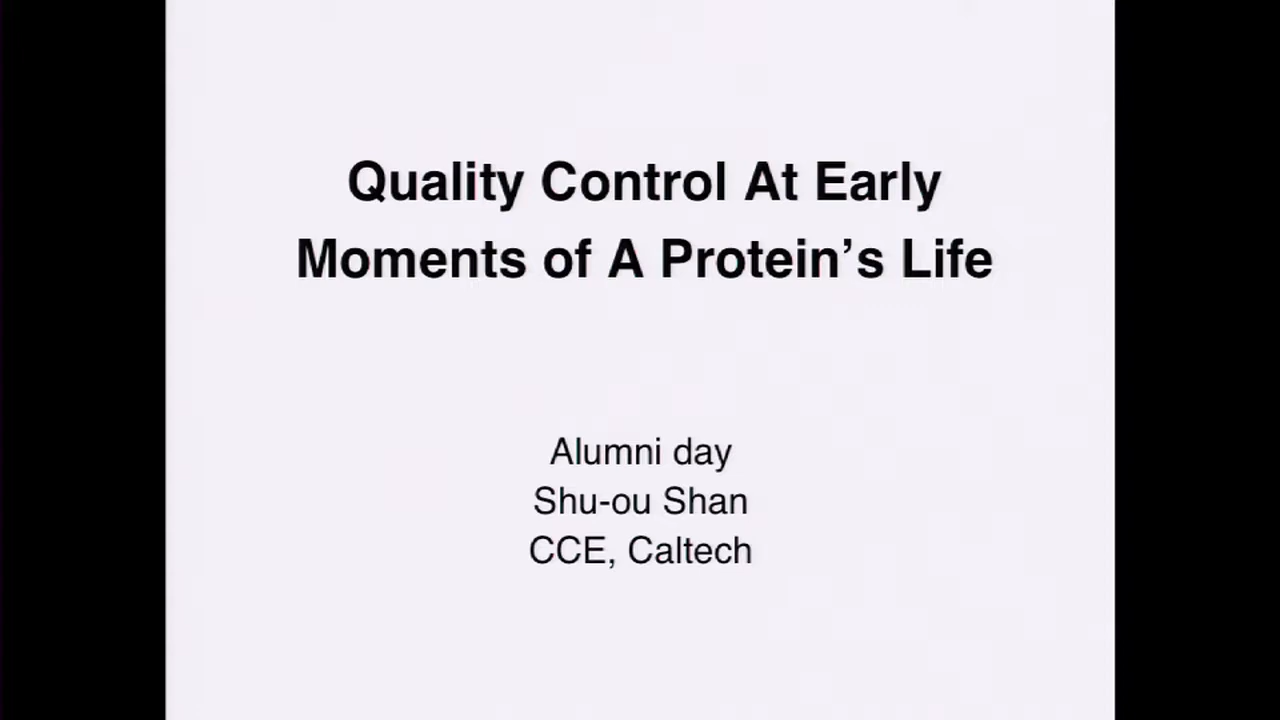 Quality Control At Early
Moments of A Protein’s Life
Alumni day
Shu-ou Shan
CCE, Caltech